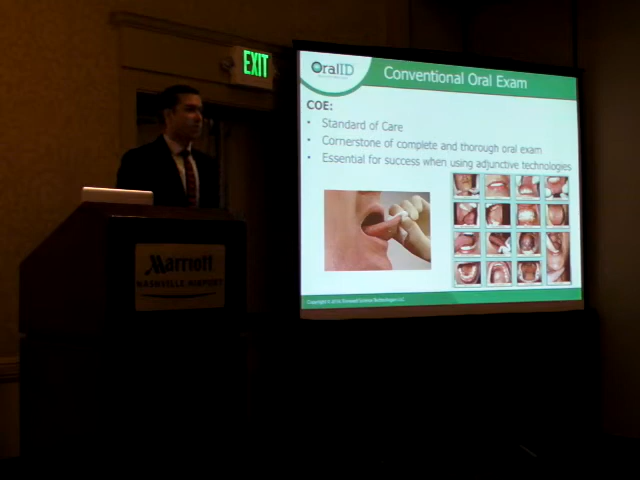 EXIT
OralID
Conventional Oral Exam
COE:
• Standard of Care
• Cornerstone of complete and thorough oral exam
• Essential for success when using adjunctive technologies
Marriott
NASHVILLE AIRPORT